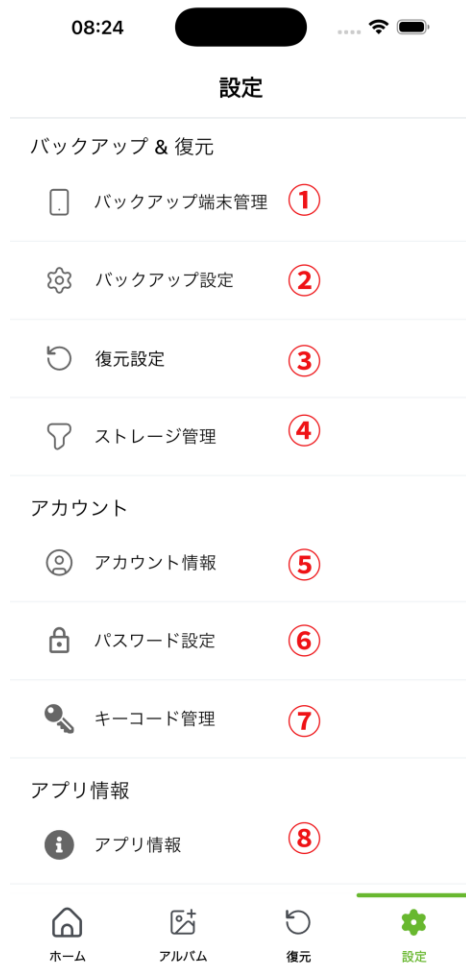 08:24
設定
バックアップ & 復元
バックアップ端末管理 ①
バックアップ設定 ②
復元設定 ③
ストレージ管理 ④
アカウント
アカウント情報 ⑤
パスワード設定 ⑥
キーコード管理 ⑦
アプリ情報
アプリ情報 ⑧
ホーム アルバム 復元 設定